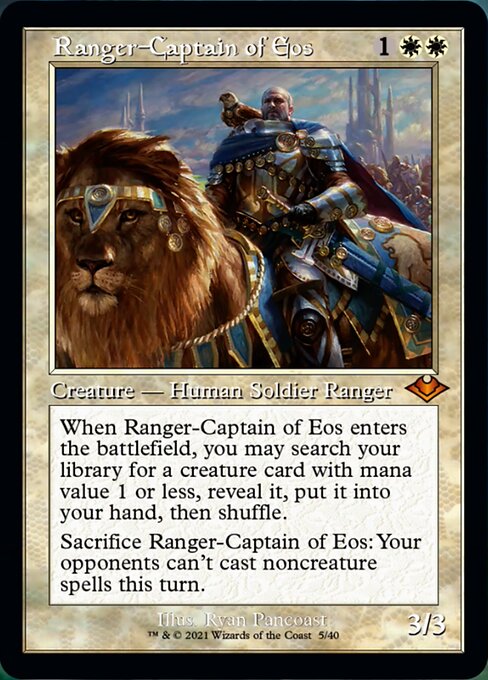 Ranger-Captain of Eos 1
Creature — Human Soldier Ranger
When Ranger-Captain of Eos enters
the battlefield, you may search your
library for a creature card with mana
value 1 or less, reveal it, put it into
your hand, then shuffle.
Sacrifice Ranger-Captain of Eos: Your
opponents can't cast noncreature
spells this turn.
Illus. Ryan Pancoast
™ & © 2021 Wizards of the Coast 5/40
3/3